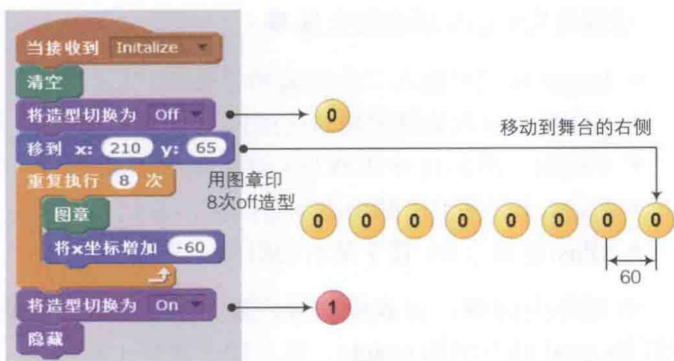 当接收到 Initalize
清空
将造型切换为 Off
0
移动到舞台的右侧
移到 x: 210 y: 65
重复执行 8 次
用图章印
8次off造型
图章
0 0 0 0 0 0 0 0
将x坐标增加 -60
60
将造型切换为 On
1
隐藏